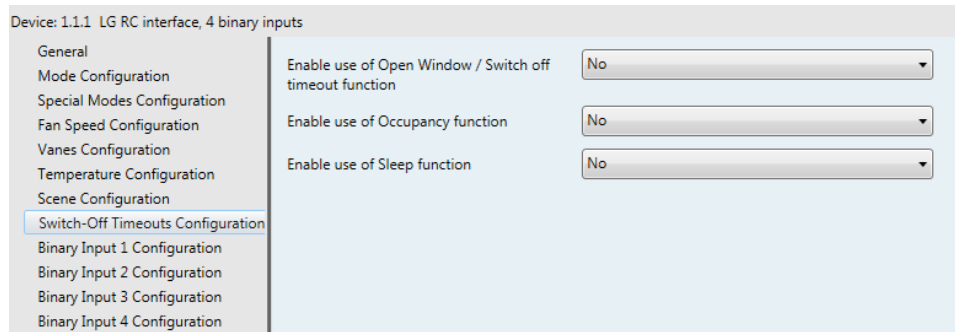 Device: 1.1.1 LG RC interface, 4 binary inputs
General
Mode Configuration
Special Modes Configuration
Fan Speed Configuration
Vanes Configuration
Temperature Configuration
Scene Configuration
Switch-Off Timeouts Configuration
Binary Input 1 Configuration
Binary Input 2 Configuration
Binary Input 3 Configuration
Binary Input 4 Configuration
Enable use of Open Window / Switch off
timeout function
No
Enable use of Occupancy function
No
Enable use of Sleep function
No